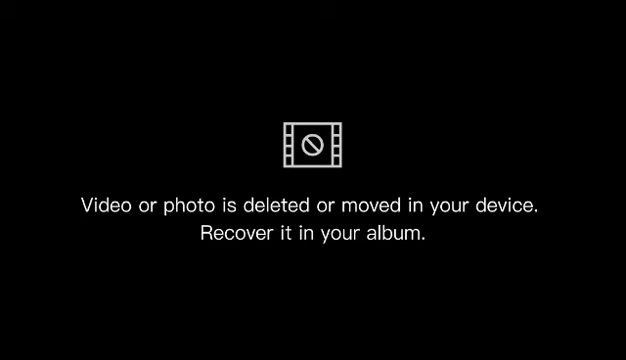 Video or photo is deleted or moved in your device.
Recover it in your album.